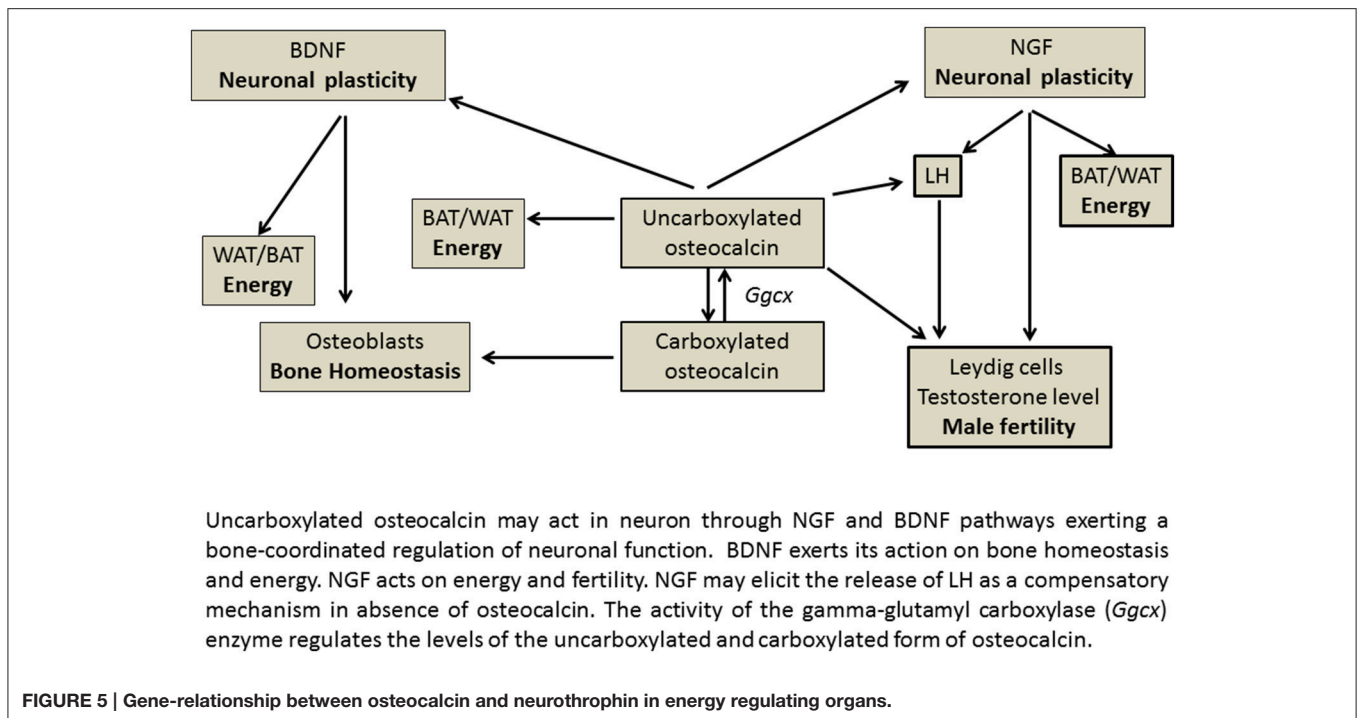 BDNF
Neuronal plasticity
NGF
Neuronal plasticity
LH
BAT/WAT
Energy
BAT/WAT
Energy
Uncarboxylated
osteocalcin
WAT/BAT
Energy
Ggcx
Osteoblasts
Bone Homeostasis
Carboxylated
osteocalcin
Leydig cells
Testosterone level
Male fertility
Uncarboxylated osteocalcin may act in neuron through NGF and BDNF pathways exerting a
bone-coordinated regulation of neuronal function. BDNF exerts its action on bone homeostasis
and energy. NGF acts on energy and fertility. NGF may elicit the release of LH as a compensatory
mechanism in absence of osteocalcin. The activity of the gamma-glutamyl carboxylase (Ggcx)
enzyme regulates the levels of the uncarboxylated and carboxylated form of osteocalcin.
FIGURE 5 | Gene-relationship between osteocalcin and neurothrophin in energy regulating organs.